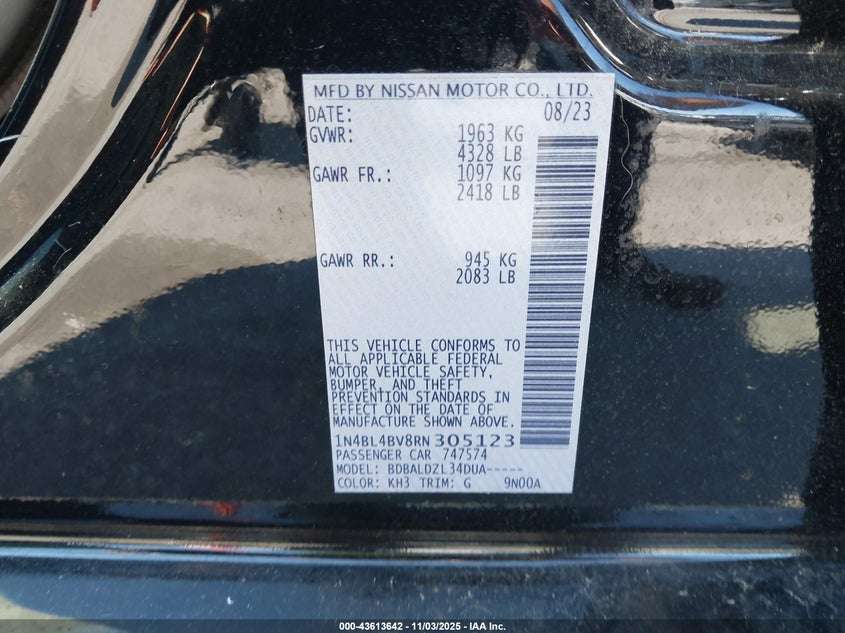 MFD BY NISSAN MOTOR CO., LTD.
DATE: 08/23
GVWR: 1963 KG
4328 LB
GAWR FR.: 1097 KG
2418 LB
GAWR RR.: 945 KG
2083 LB
THIS VEHICLE CONFORMS TO
ALL APPLICABLE FEDERAL
MOTOR VEHICLE SAFETY,
BUMPER, AND THEFT
PREVENTION STANDARDS IN
EFFECT ON THE DATE OF
MANUFACTURE SHOWN ABOVE.
1N4BL4BV8RN305123
PASSENGER CAR 747574
MODEL: BDBALDZL34DUA-----
COLOR: KH3 TRIM: G 9N00A
000-43613642 - 11/03/2025 - IAA Inc.